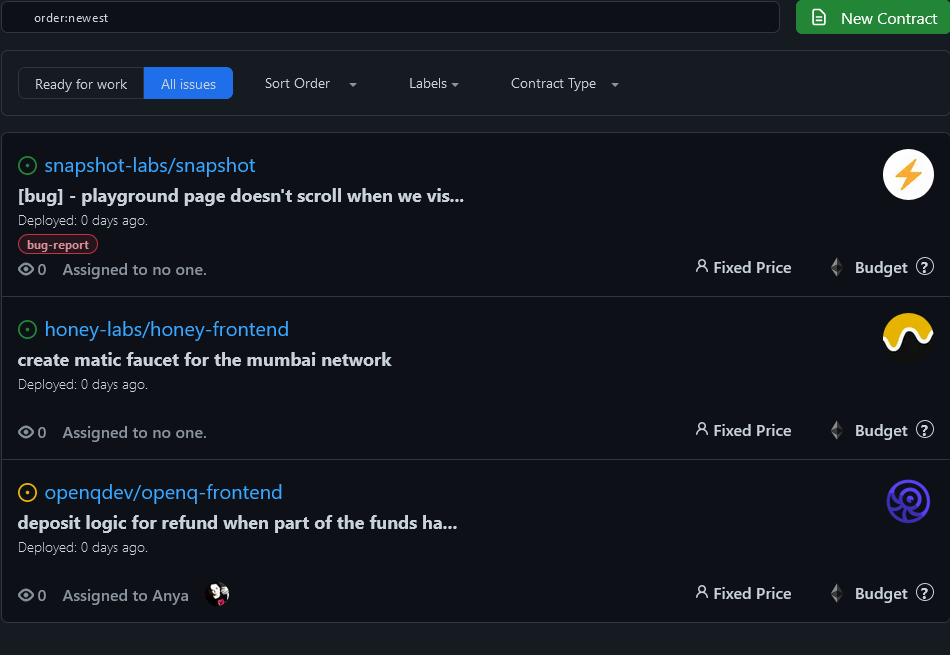 order:newest
New Contract
Ready for work
All issues
Sort Order
Labels
Contract Type
snapshot-labs/snapshot
[bug] - playground page doesn't scroll when we vis...
Deployed: 0 days ago.
bug-report
0 Assigned to no one.
Fixed Price
Budget ?
honey-labs/honey-frontend
create matic faucet for the mumbai network
Deployed: 0 days ago.
0 Assigned to no one.
Fixed Price
Budget ?
openqdev/openq-frontend
deposit logic for refund when part of the funds ha...
Deployed: 0 days ago.
0 Assigned to Anya
Fixed Price
Budget ?